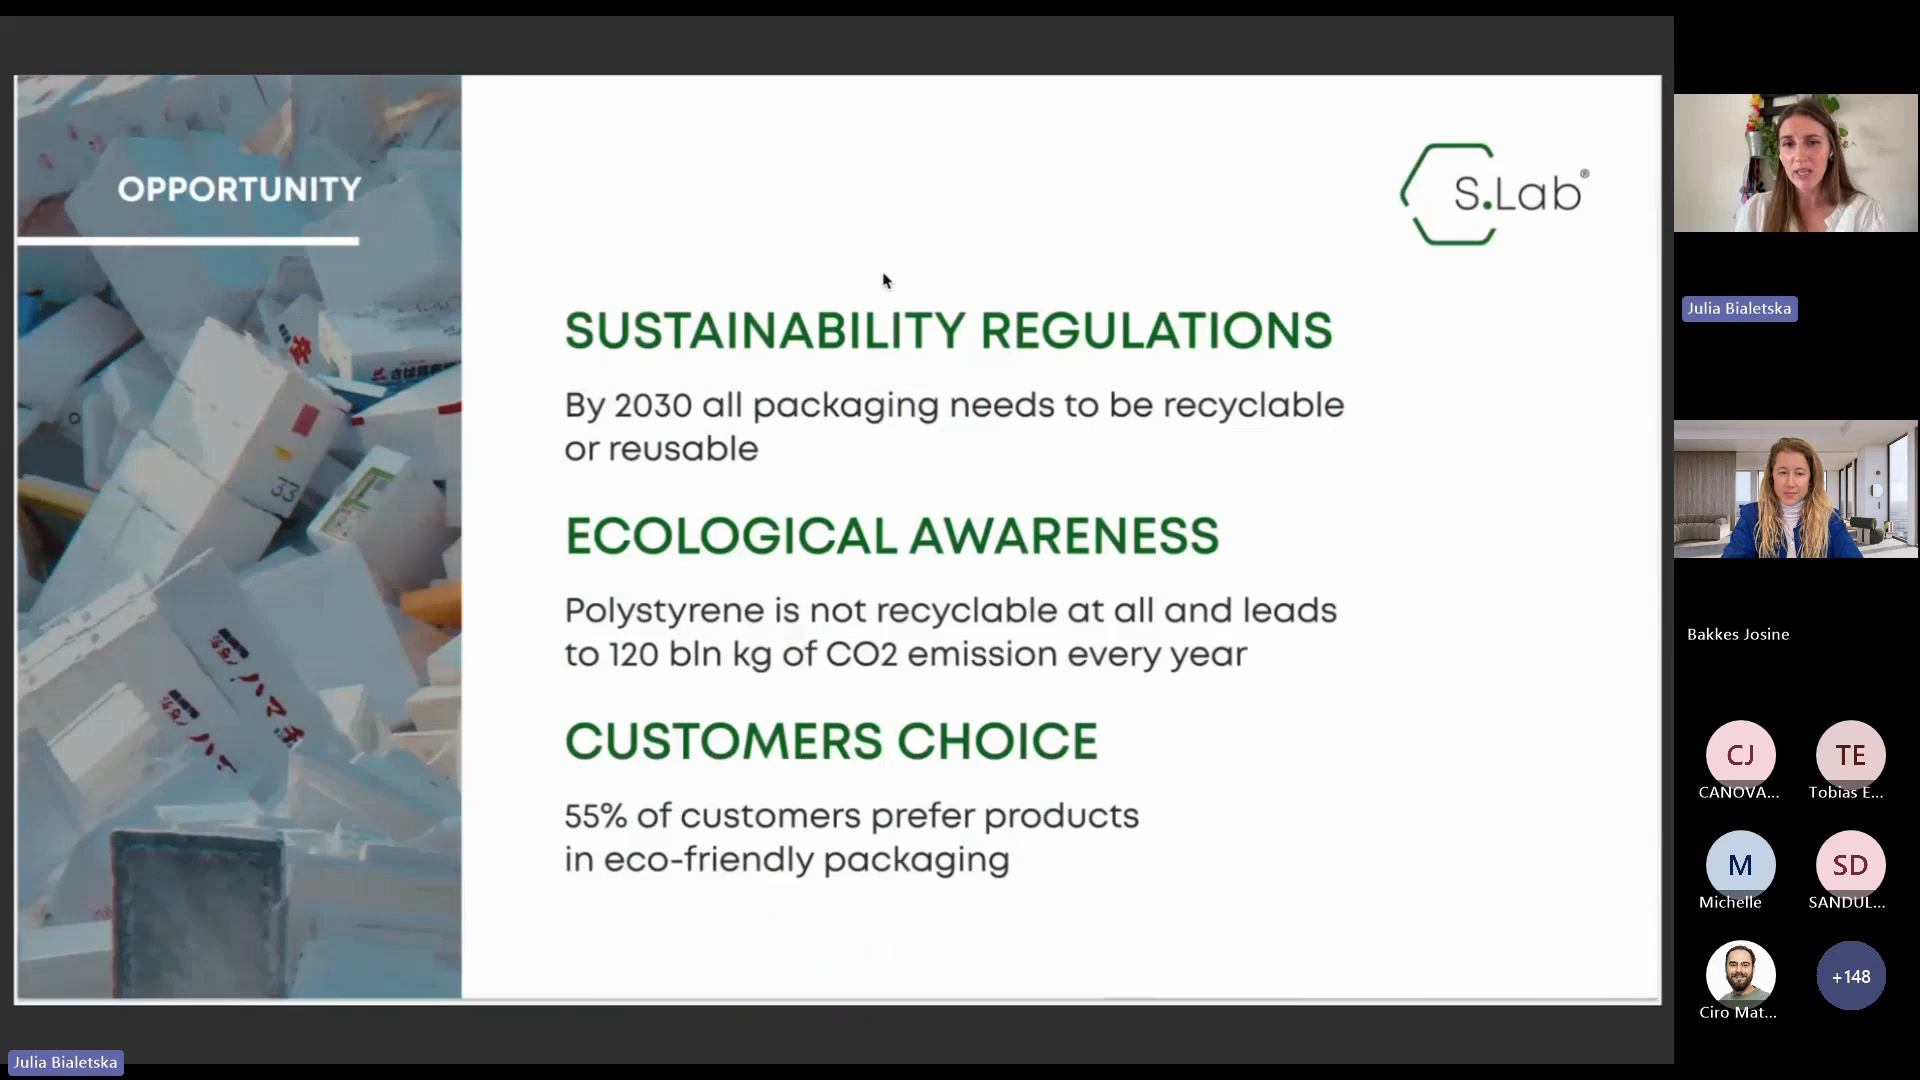 OPPORTUNITY
S.Lab®
SUSTAINABILITY REGULATIONS
By 2030 all packaging needs to be recyclable
or reusable
ECOLOGICAL AWARENESS
Polystyrene is not recyclable at all and leads
to 120 bln kg of CO2 emission every year
CUSTOMERS CHOICE
55% of customers prefer products
in eco-friendly packaging
33
Julia Bialetska
Julia Bialetska
Bakkes Josine
CJ
CANOVA...
TE
Tobias E...
M
Michelle
SD
SANDUL...
Ciro Mat...
+148